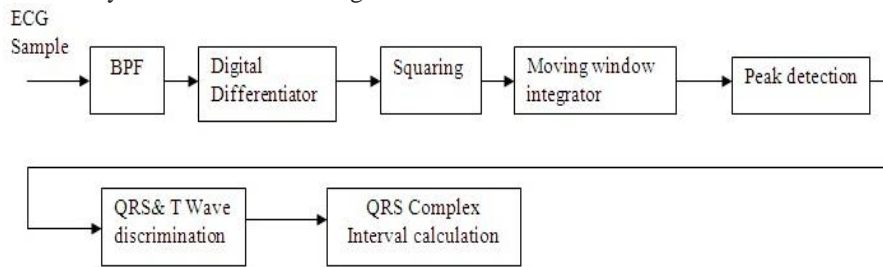 ECG
Sample
BPF
Digital
Differentiator
Squaring
Moving window
integrator
Peak detection
QRS& T Wave
discrimination
QRS Complex
Interval calculation